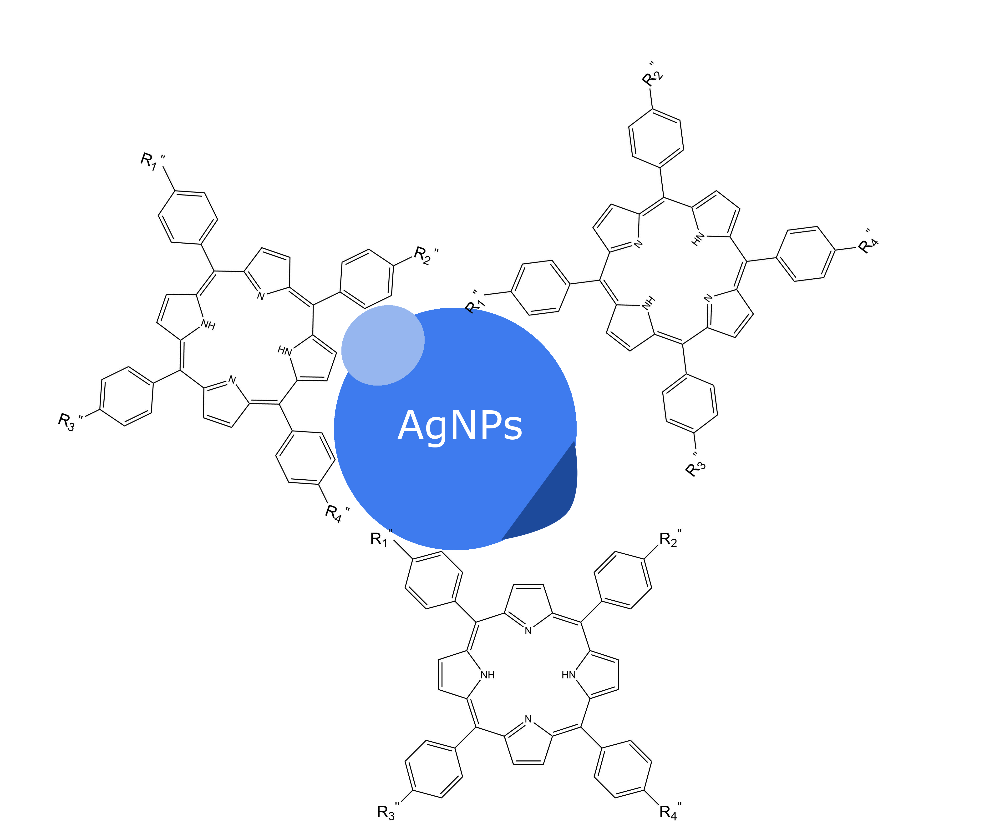 R2"
R1"
R4"
HN
N
R2"
R1"
N
NH
N
NH
HN
N
R3"
AgNPs
R3"
R4"
R1"
R2"
N
NH
HN
N
R3"
R4"